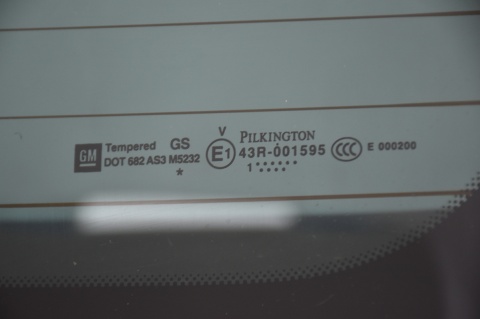 GM
Tempered GS
DOT 682 AS3 M5232
*
V
E1
PILKINGTON
43R-001595
1
CCC
E 000200